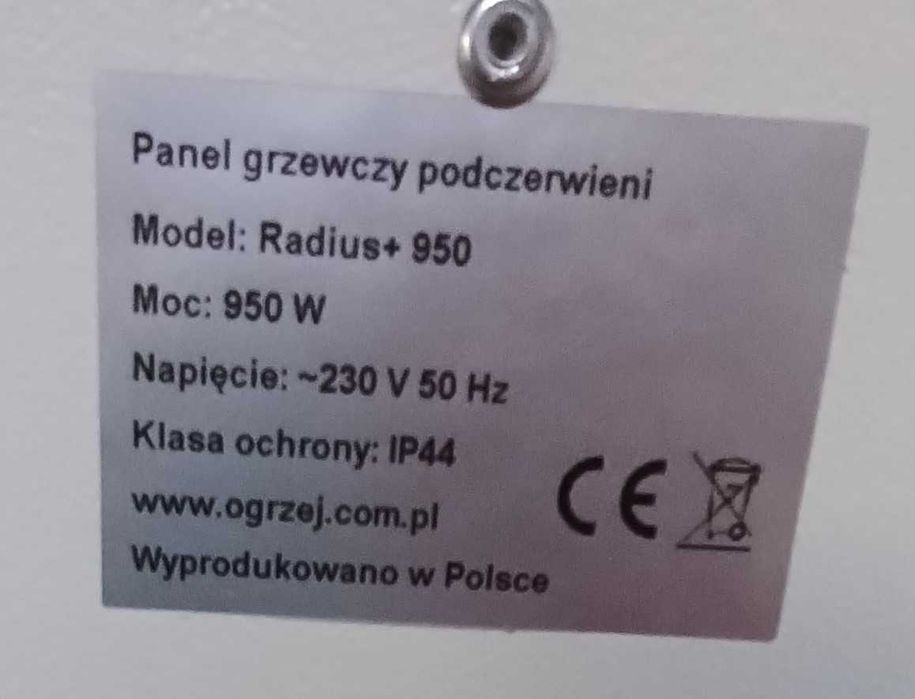 Panel grzewczy podczerwieni
Model: Radius+ 950
Moc: 950 W
Napięcie: ~230 V 50 Hz
Klasa ochrony: IP44
www.ogrzej.com.pl
CE
Wyprodukowano w Polsce